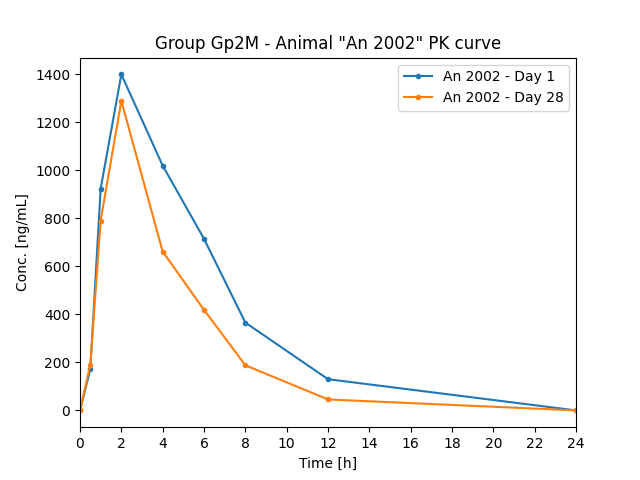 Group Gp2M - Animal "An 2002" PK curve
An 2002 - Day 1
An 2002 - Day 28
Conc. [ng/mL]
1400
1200
1000
800
600
400
200
0
0 2 4 6 8 10 12 14 16 18 20 22 24
Time [h]